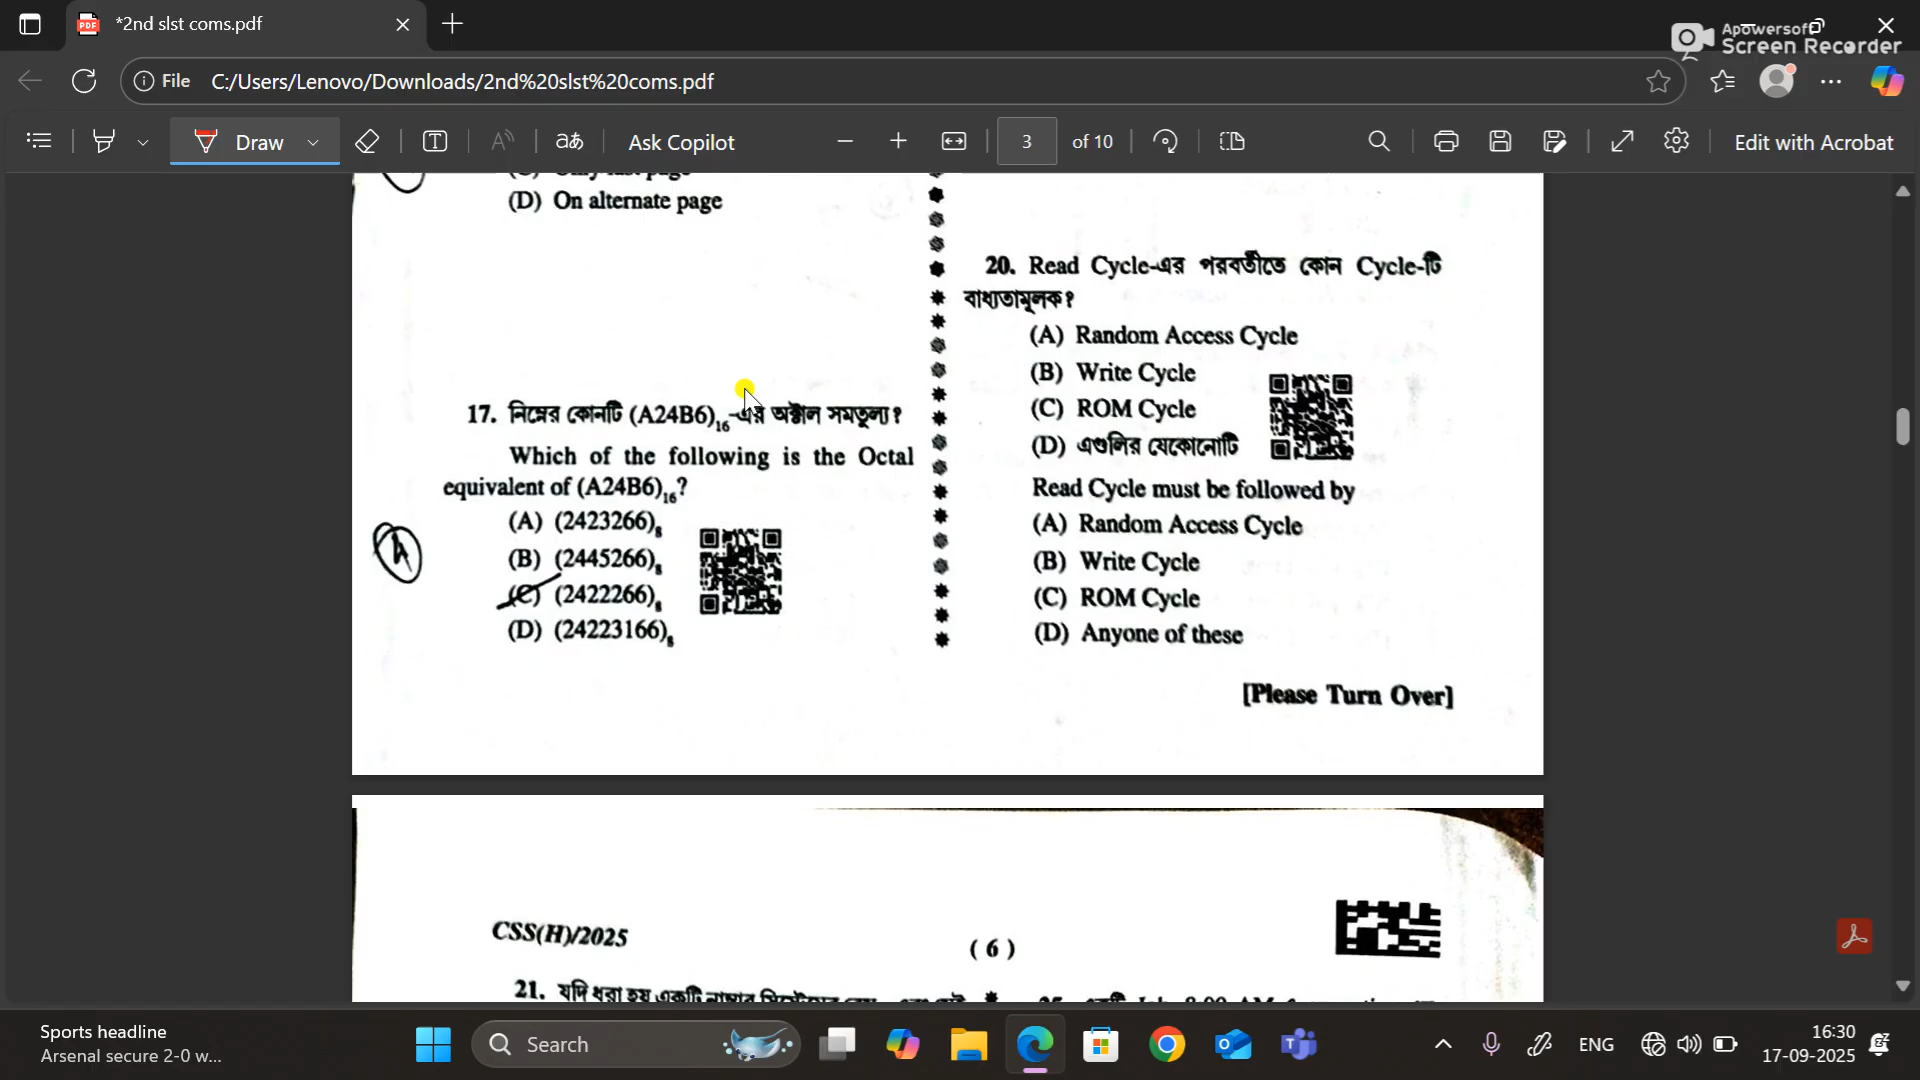 *2nd slst coms.pdf
Apowersoft
Screen Recorder
File C:/Users/Lenovo/Downloads/2nd%20slst%20coms.pdf
Draw
aあ
Ask Copilot
3 of 10
Edit with Acrobat
(D) On alternate page
17. নিম্নের কোনটি (A24B6)16-এর অক্টাল সমতুল্য?
Which of the following is the Octal
equivalent of (A24B6)16?
(A) (2423266)8
(B) (2445266)8
(C) (2422266)8
(D) (24223166)8
A
20. Read Cycle-এর পরবর্তীতে কোন Cycle-টি
বাধ্যতামূলক?
(A) Random Access Cycle
(B) Write Cycle
(C) ROM Cycle
(D) এগুলির যেকোনোটি
Read Cycle must be followed by
(A) Random Access Cycle
(B) Write Cycle
(C) ROM Cycle
(D) Anyone of these
[Please Turn Over]
CSS(H)/2025
( 6 )
21.
Sports headline
Arsenal secure 2-0 w...
Search
ENG
16:30
17-09-2025